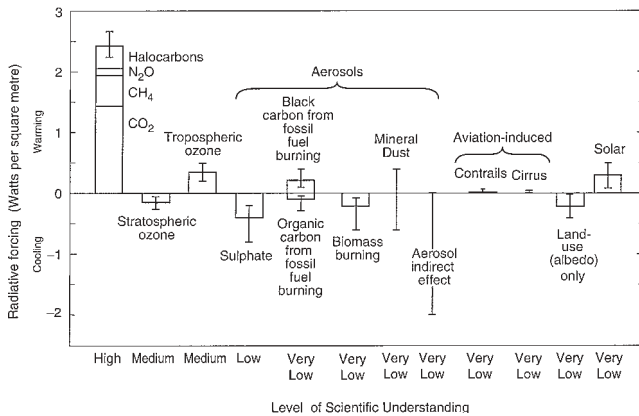 Radiative forcing (Watts per square metre)
Cooling
Warming
3
2
1
0
−1
−2
Halocarbons
N2O
CH4
CO2
Stratospheric
ozone
Tropospheric
ozone
Aerosols
Sulphate
Black
carbon from
fossil
fuel
burning
Organic
carbon
from
fossil
fuel
burning
Biomass
burning
Mineral
Dust
Aerosol
indirect
effect
Aviation-induced
Contrails Cirrus
Land-
use
(albedo)
only
Solar
High Medium Medium Low Very Very Very Very Very Very Very Very
Low Low Low Low Low Low Low Low
Level of Scientific Understanding